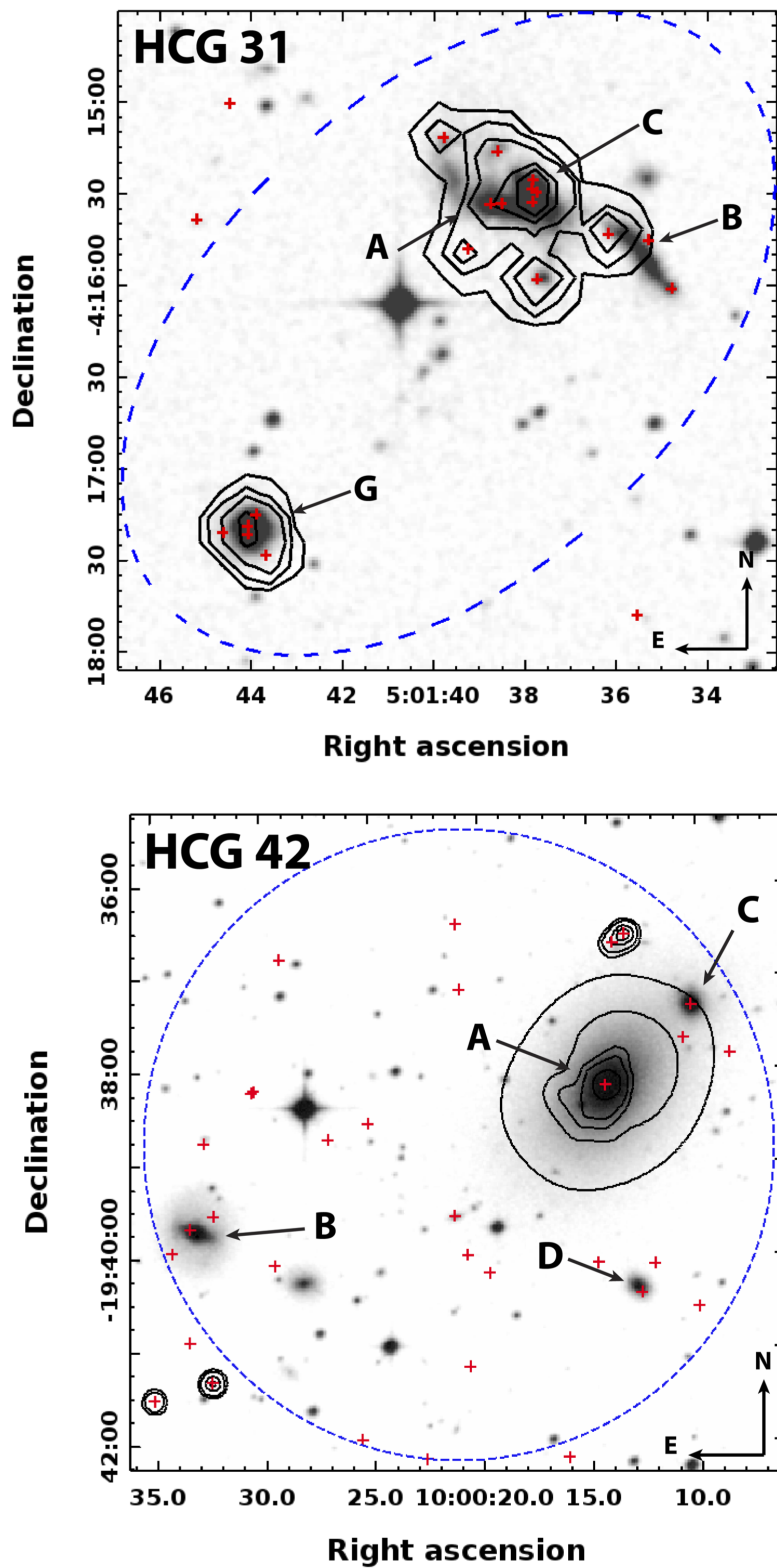 HCG 31
15:00
C
30
B
A
-4:16:00
Declination
30
17:00
G
30
N
18:00
E
46 44 42 5:01:40 38 36 34
Right ascension
HCG 42
36:00
C
A
38:00
Declination
B
D
-19:40:00
N
E
42:00
35.0 30.0 25.0 10:00:20.0 15.0 10.0
Right ascension